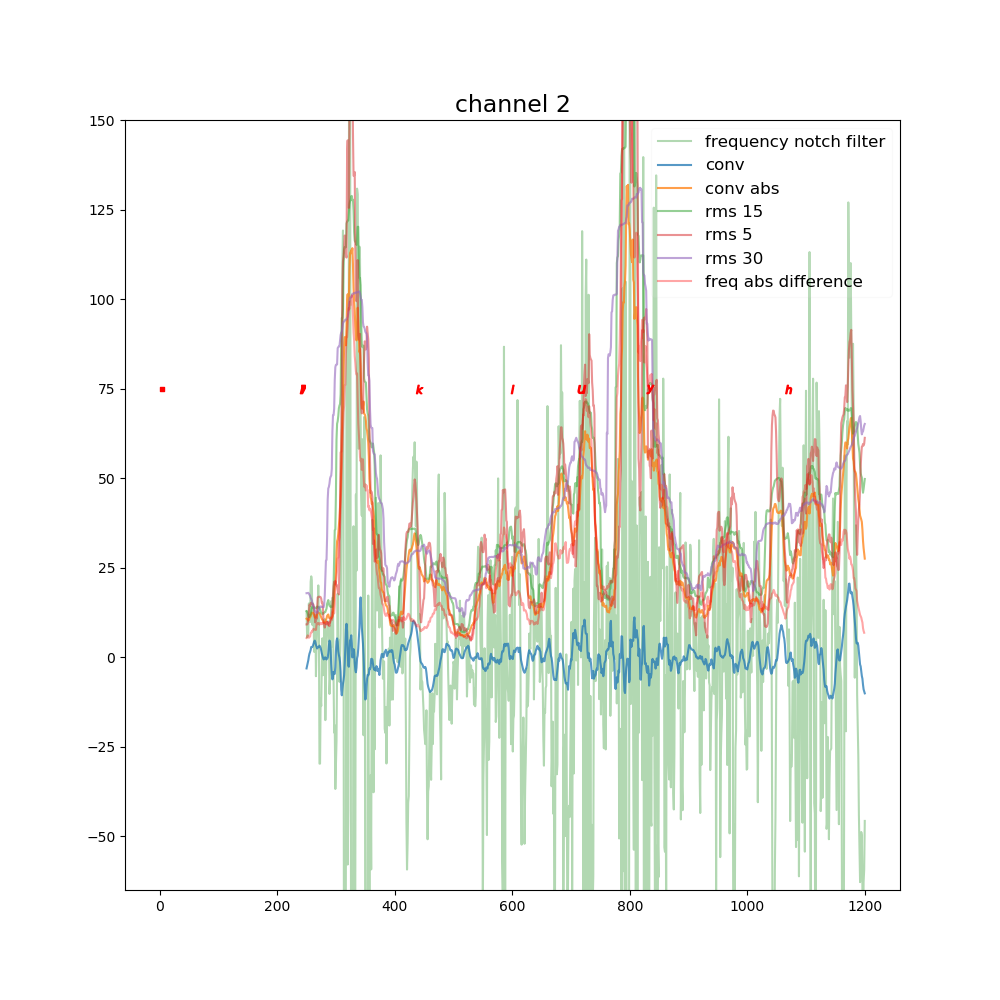 channel 2
150
125
100
75
50
25
0
−25
−50
frequency notch filter
conv
conv abs
rms 15
rms 5
rms 30
freq abs difference
k l u y h
0 200 400 600 800 1000 1200